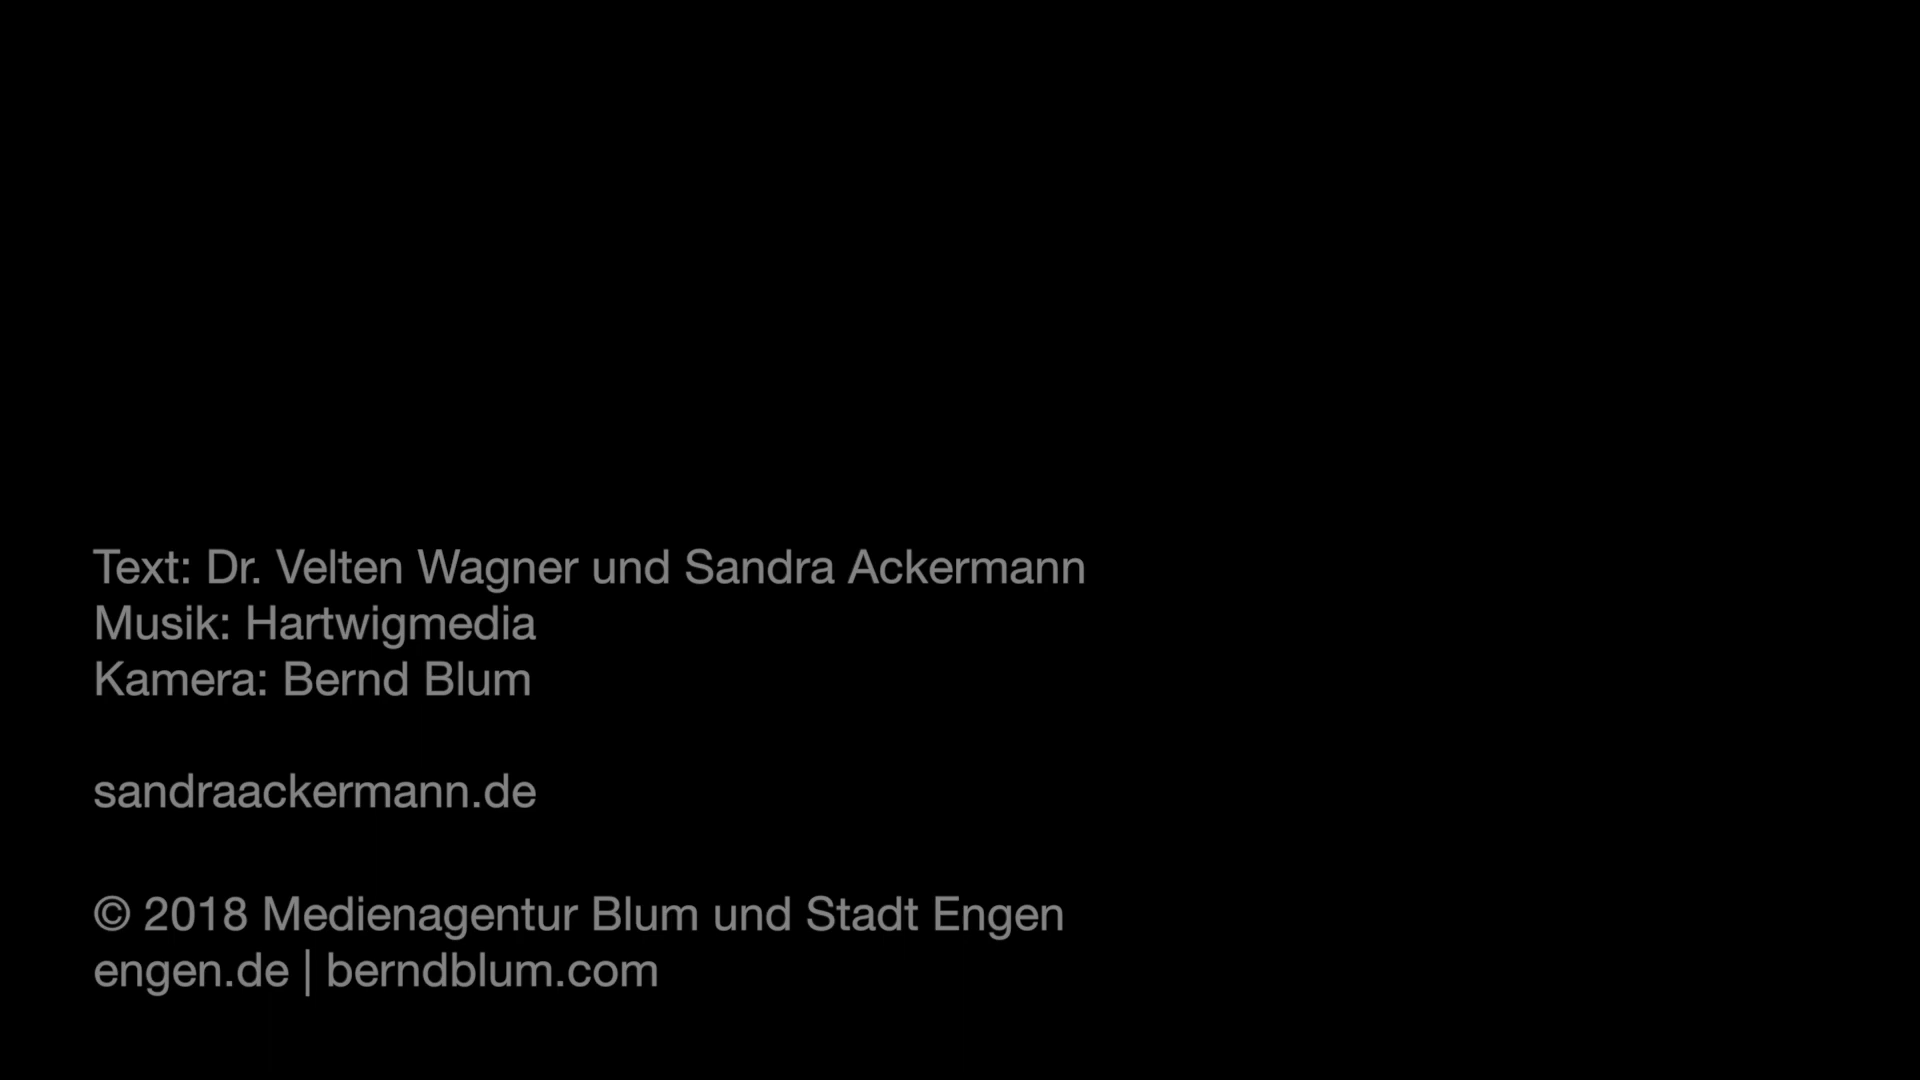 Text: Dr. Velten Wagner und Sandra Ackermann
Musik: Hartwigmedia
Kamera: Bernd Blum
sandraackermann.de
© 2018 Medienagentur Blum und Stadt Engen
engen.de | berndblum.com